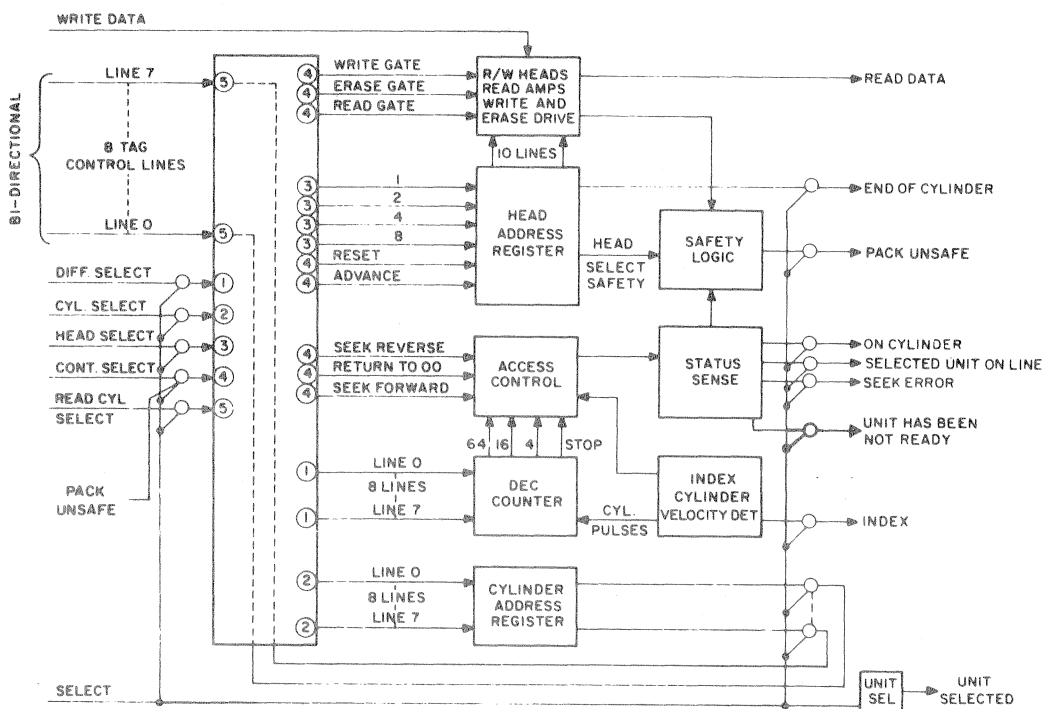 WRITE DATA
BI-DIRECTIONAL
LINE 7
8 TAG
CONTROL LINES
LINE 0
DIFF. SELECT
CYL. SELECT
HEAD SELECT
CONT. SELECT
READ CYL
SELECT
PACK
UNSAFE
SELECT
5
5
1
2
3
4
5
4 WRITE GATE
4 ERASE GATE
4 READ GATE
3 1
3 2
3 4
3 8
4 RESET
4 ADVANCE
4 SEEK REVERSE
4 RETURN TO 00
4 SEEK FORWARD
1 LINE 0
8 LINES
1 LINE 7
2 LINE 0
8 LINES
2 LINE 7
R/W HEADS
READ AMPS
WRITE AND
ERASE DRIVE
10 LINES
HEAD
ADDRESS
REGISTER
HEAD
SELECT
SAFETY
SAFETY
LOGIC
ACCESS
CONTROL
STATUS
SENSE
64 16 4 STOP
DEC
COUNTER
CYL.
PULSES
INDEX
CYLINDER
VELOCITY DET
CYLINDER
ADDRESS
REGISTER
READ DATA
END OF CYLINDER
PACK UNSAFE
ON CYLINDER
SELECTED UNIT ON LINE
SEEK ERROR
UNIT HAS BEEN
NOT READY
INDEX
UNIT
SEL
UNIT
SELECTED